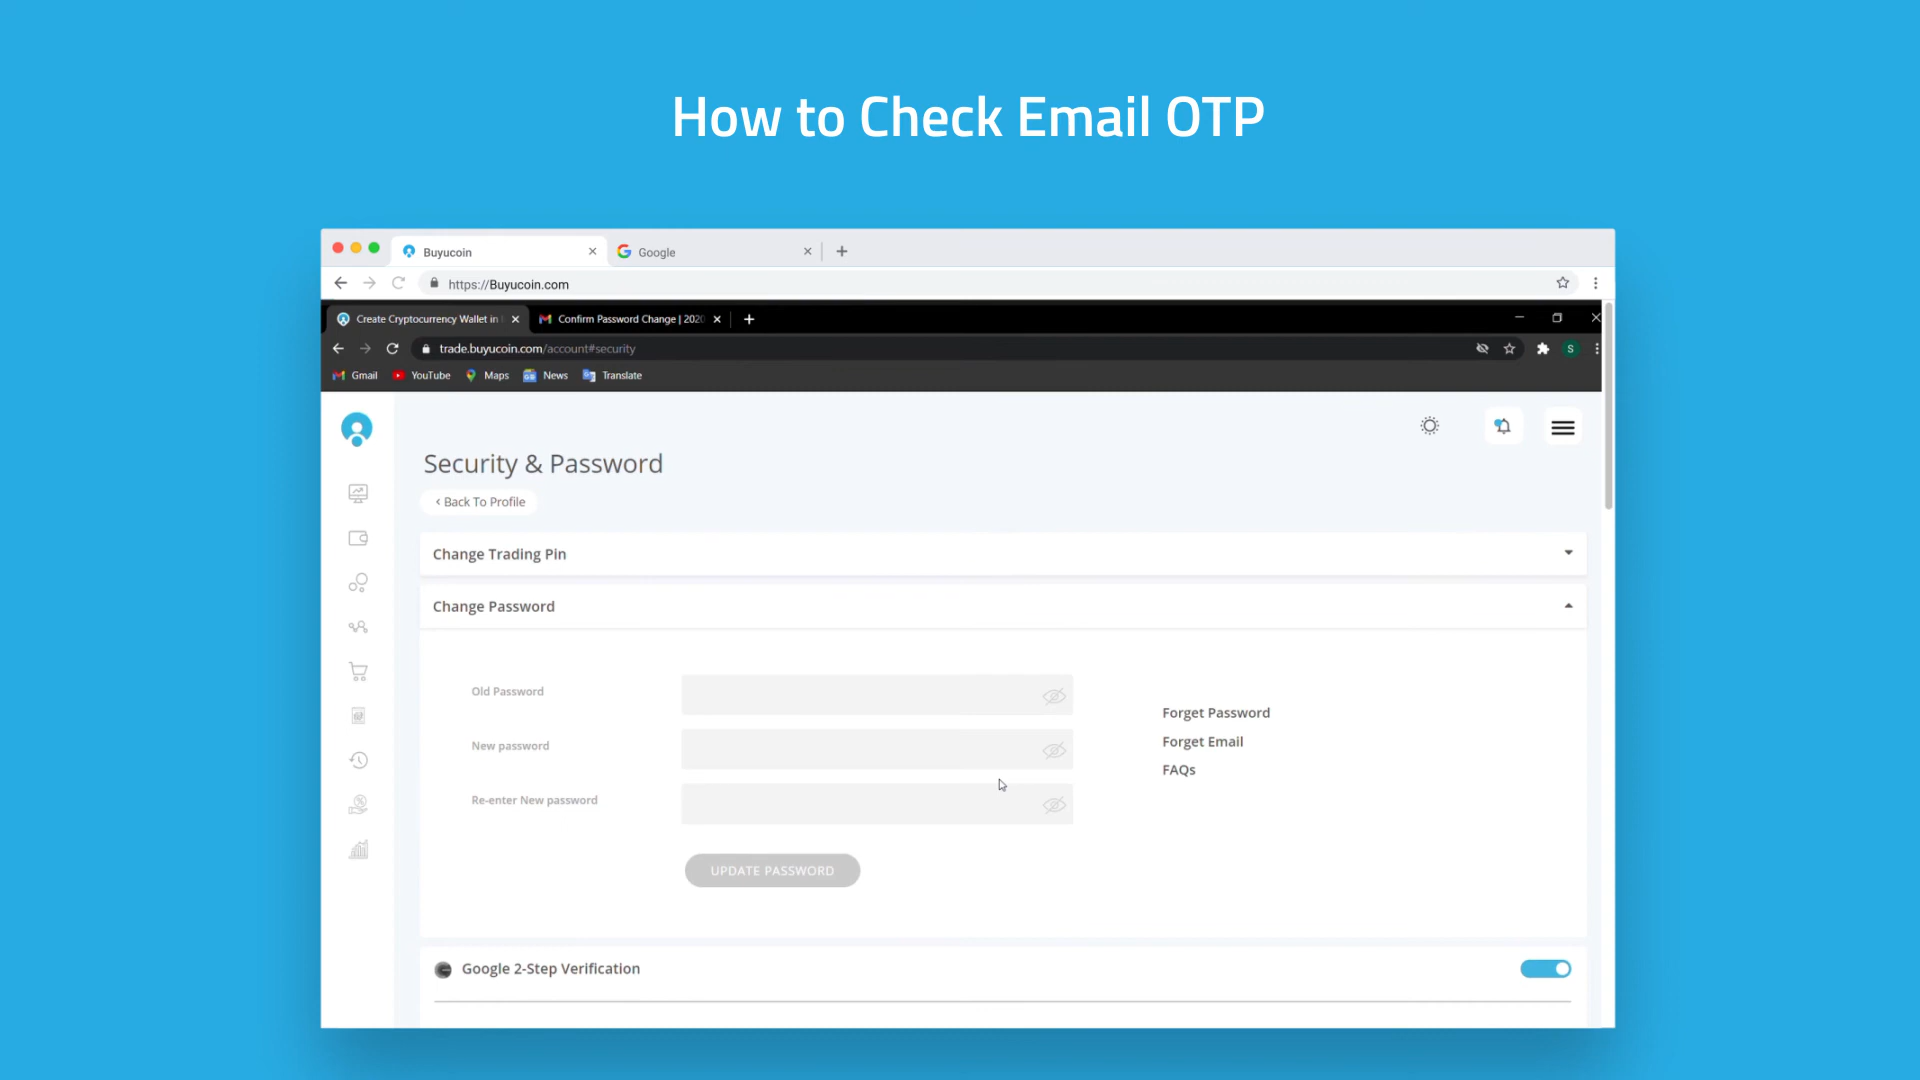 How to Check Email OTP
Buyucoin
Google
https://Buyucoin.com
Create Cryptocurrency Wallet in
Confirm Password Change | 2020
trade.buyucoin.com/account#security
S
Gmail
YouTube
Maps
News
Translate
Security & Password
‹ Back To Profile
Change Trading Pin
Change Password
Old Password
New password
Re-enter New password
Forget Password
Forget Email
FAQs
UPDATE PASSWORD
Google 2-Step Verification